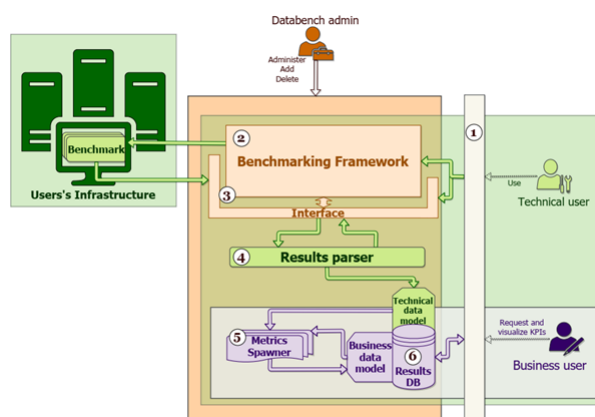 Databench admin
Administer
Add
Delete
1
2
Benchmark
Benchmarking Framework
Users's Infrastructure
3
Interface
Use
Technical user
4
Results parser
Technical
data
model
5
Metrics
Spawner
Business
data
model
6
Results
DB
Request and
visualize KPIs
Business user